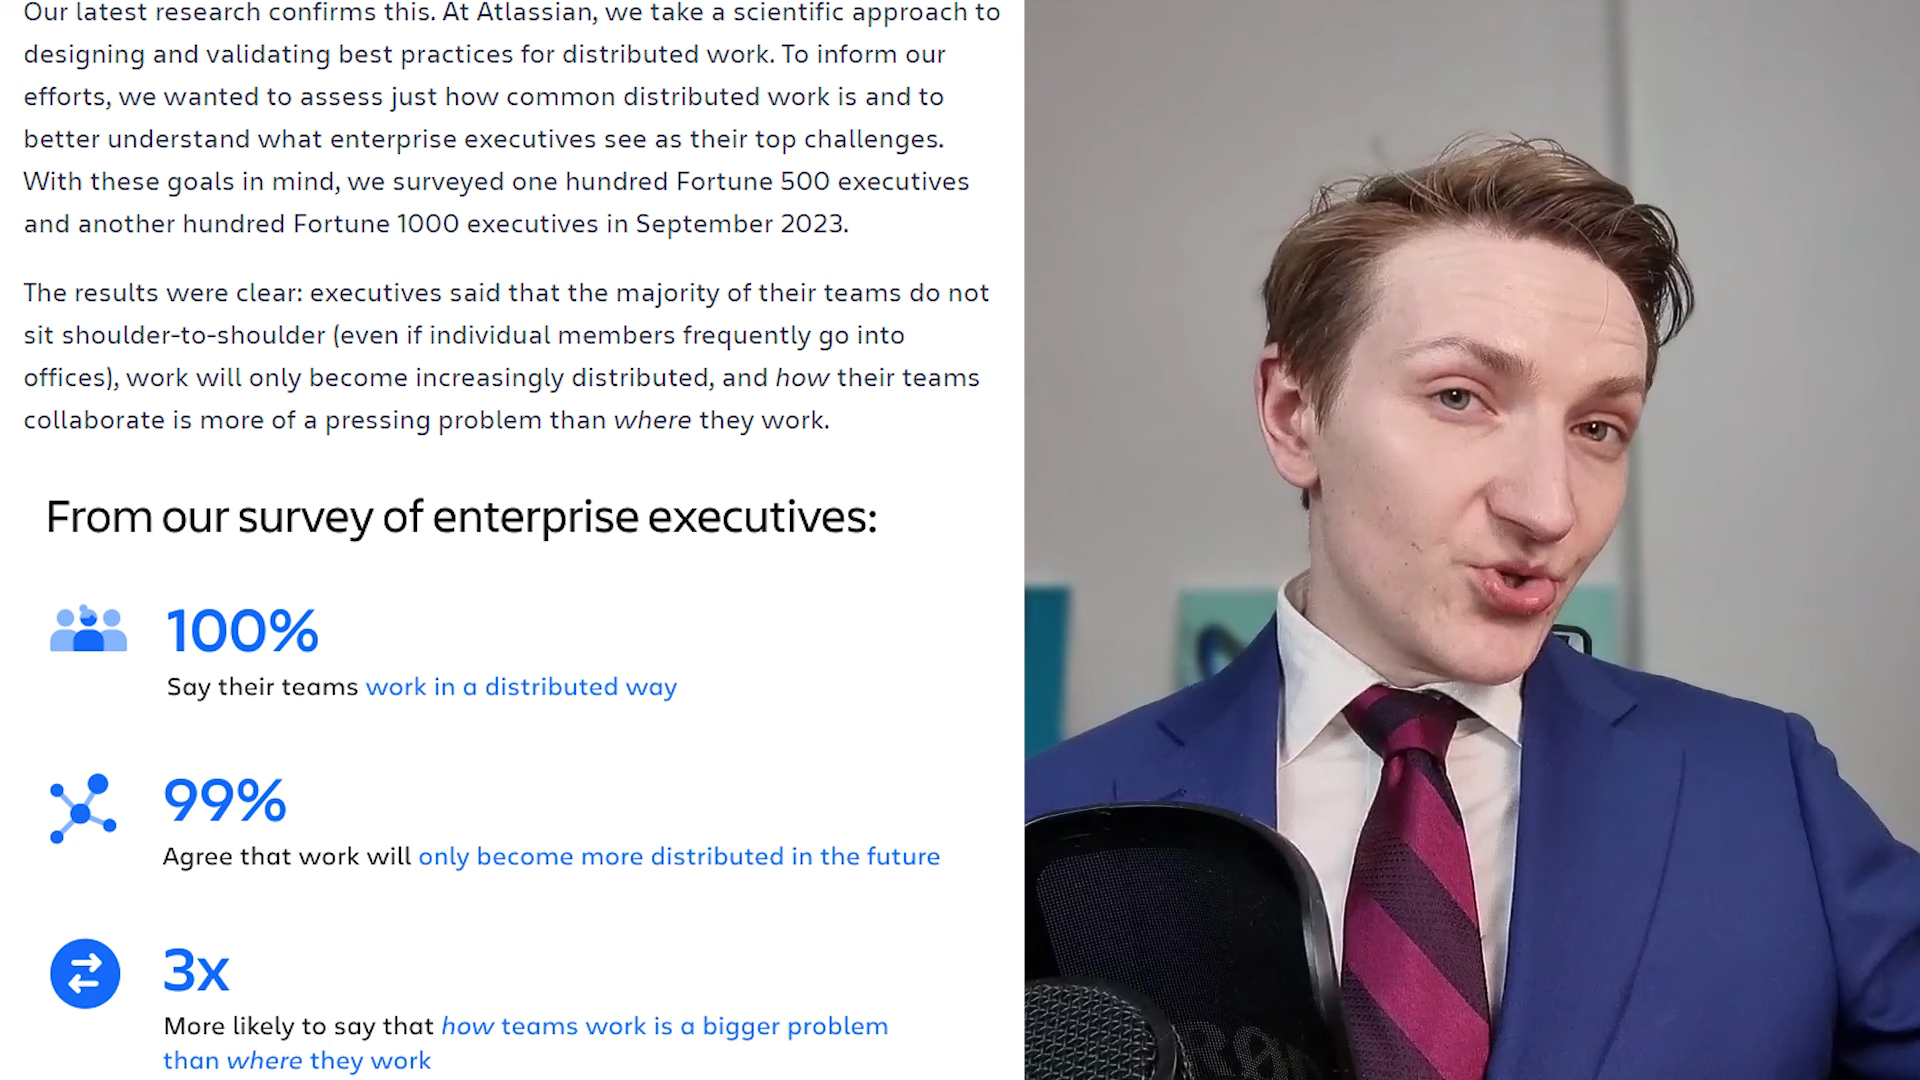 Our latest research confirms this. At Atlassian, we take a scientific approach to
designing and validating best practices for distributed work. To inform our
efforts, we wanted to assess just how common distributed work is and to
better understand what enterprise executives see as their top challenges.
With these goals in mind, we surveyed one hundred Fortune 500 executives
and another hundred Fortune 1000 executives in September 2023.
The results were clear: executives said that the majority of their teams do not
sit shoulder-to-shoulder (even if individual members frequently go into
offices), work will only become increasingly distributed, and how their teams
collaborate is more of a pressing problem than where they work.
From our survey of enterprise executives:
100%
Say their teams work in a distributed way
99%
Agree that work will only become more distributed in the future
3x
More likely to say that how teams work is a bigger problem
than where they work